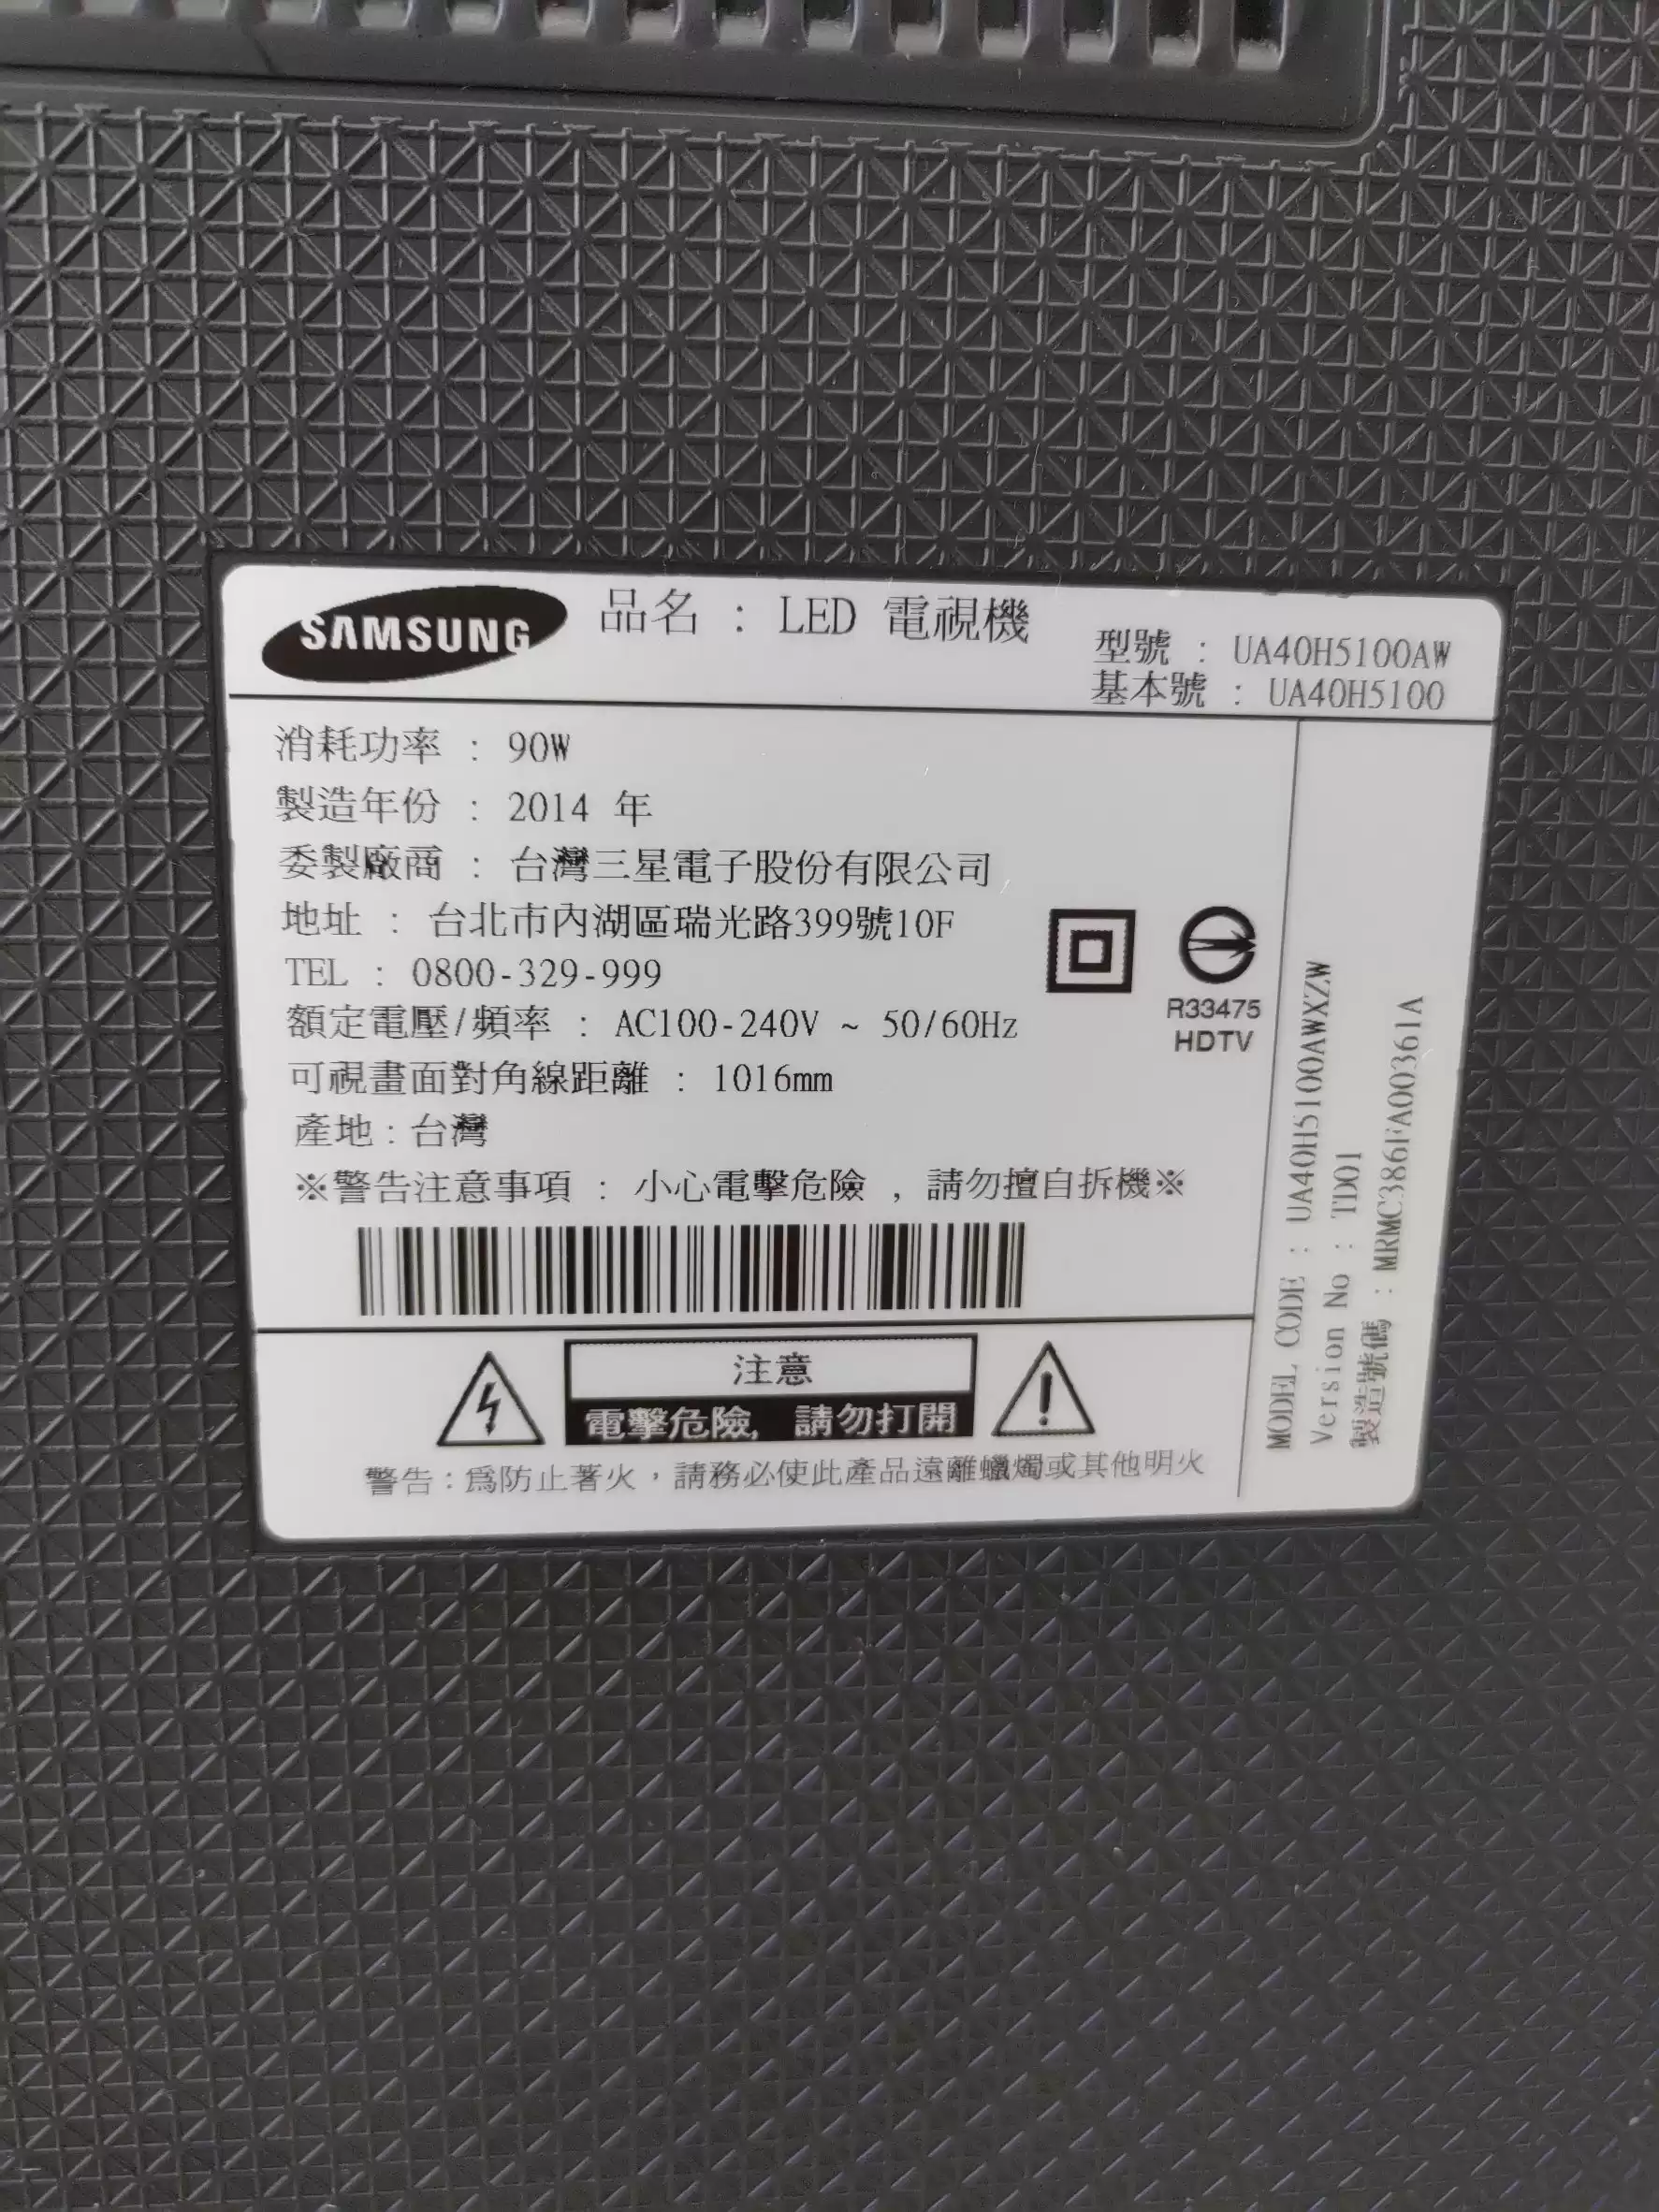 SAMSUNG
品名 : LED 電視機
型號 : UA40H5100AW
基本號 : UA40H5100
消耗功率 : 90W
製造年份 : 2014 年
委製廠商 : 台灣三星電子股份有限公司
地址 : 台北市內湖區瑞光路399號10F
TEL : 0800-329-999
額定電壓/頻率 : AC100-240V ~ 50/60Hz
可視畫面對角線距離 : 1016mm
產地 : 台灣
※警告注意事項 : 小心電擊危險 , 請勿擅自拆機※
R33475
HDTV
注意
電擊危險, 請勿打開
警告 : 為防止著火，請務必使此產品遠離蠟燭或其他明火
MODEL CODE : UA40H5100AWXZW
Version No : TD01
製造號碼 : MRMC386FA00361A